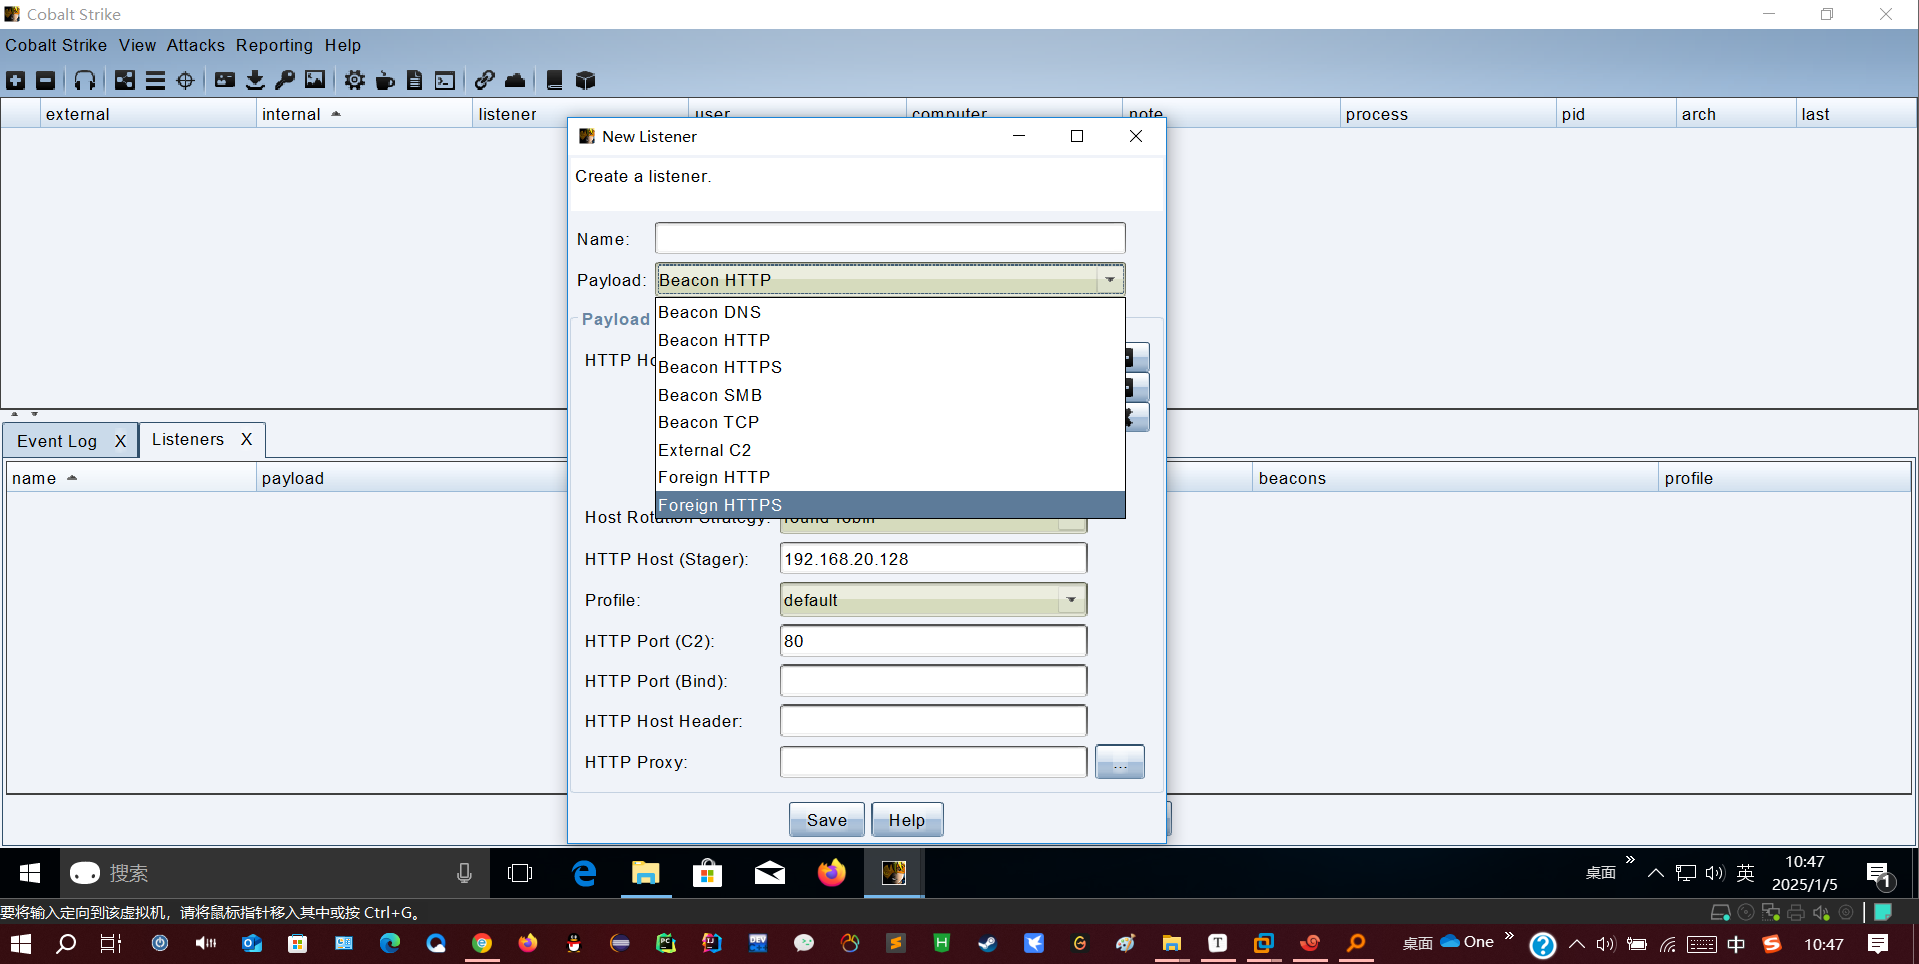 Cobalt Strike
Cobalt Strike View Attacks Reporting Help
external internal listener user computer note process pid arch last
New Listener
Create a listener.
Name:
Payload: Beacon HTTP
Payload
Beacon DNS
Beacon HTTP
HTTP Ho
Beacon HTTPS
Beacon SMB
Beacon TCP
External C2
Foreign HTTP
Foreign HTTPS
Host Rotation Strategy: round-robin
HTTP Host (Stager): 192.168.20.128
Profile: default
HTTP Port (C2): 80
HTTP Port (Bind):
HTTP Host Header:
HTTP Proxy: ...
Save Help
Event Log X Listeners X
name payload beacons profile
搜索 桌面 » 英 10:47
2025/1/5 1
要将输入定向到该虚拟机，请将鼠标指针移入其中或按 Ctrl+G。
桌面 One » 中 10:47